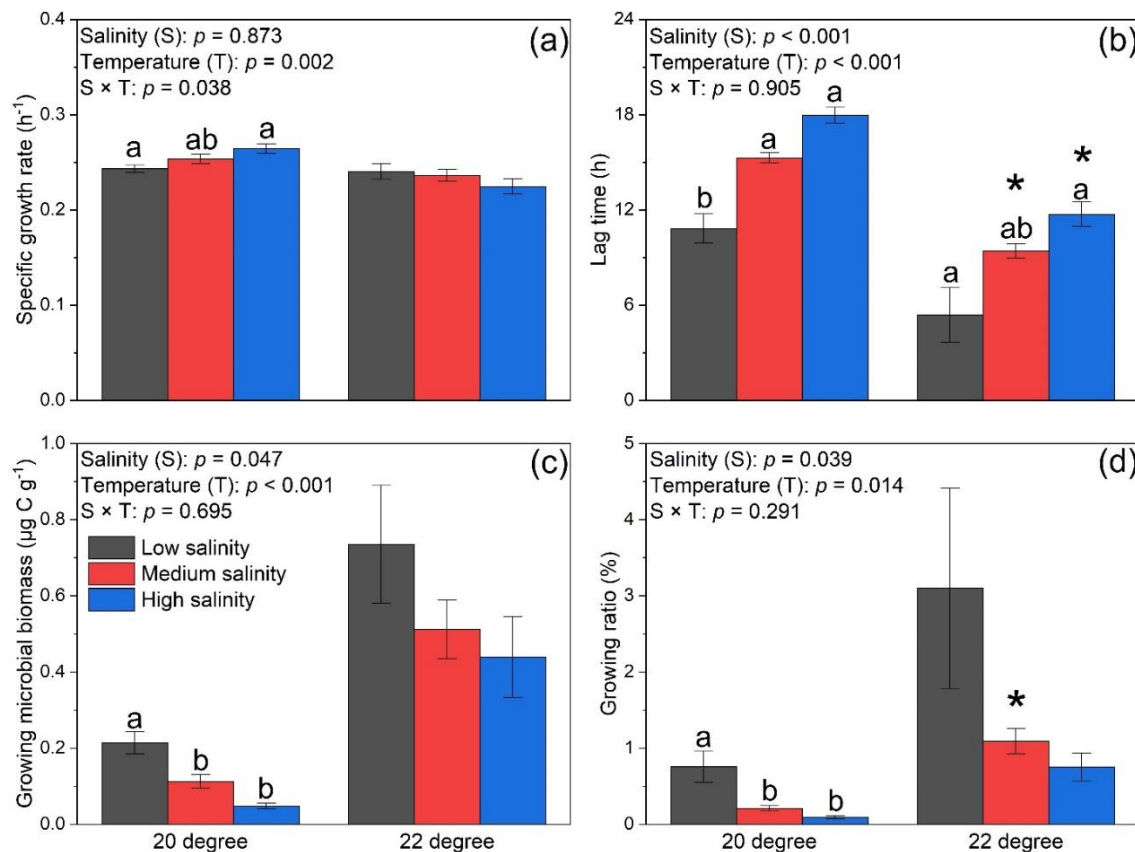 Salinity (S): p = 0.873
Temperature (T): p = 0.002
S × T: p = 0.038
(a)
a
ab
a
0.4
0.3
0.2
0.1
0.0
Specific growth rate (h⁻¹)
Salinity (S): p < 0.001
Temperature (T): p < 0.001
S × T: p = 0.905
(b)
b
a
a
a
*
ab
*
a
24
18
12
6
0
Lag time (h)
Salinity (S): p = 0.047
Temperature (T): p < 0.001
S × T: p = 0.695
(c)
Low salinity
Medium salinity
High salinity
a
b
b
1.0
0.8
0.6
0.4
0.2
0.0
Growing microbial biomass (μg C g⁻¹)
20 degree
22 degree
Salinity (S): p = 0.039
Temperature (T): p = 0.014
S × T: p = 0.291
(d)
a
b
b
*
5
4
3
2
1
0
Growing ratio (%)
20 degree
22 degree